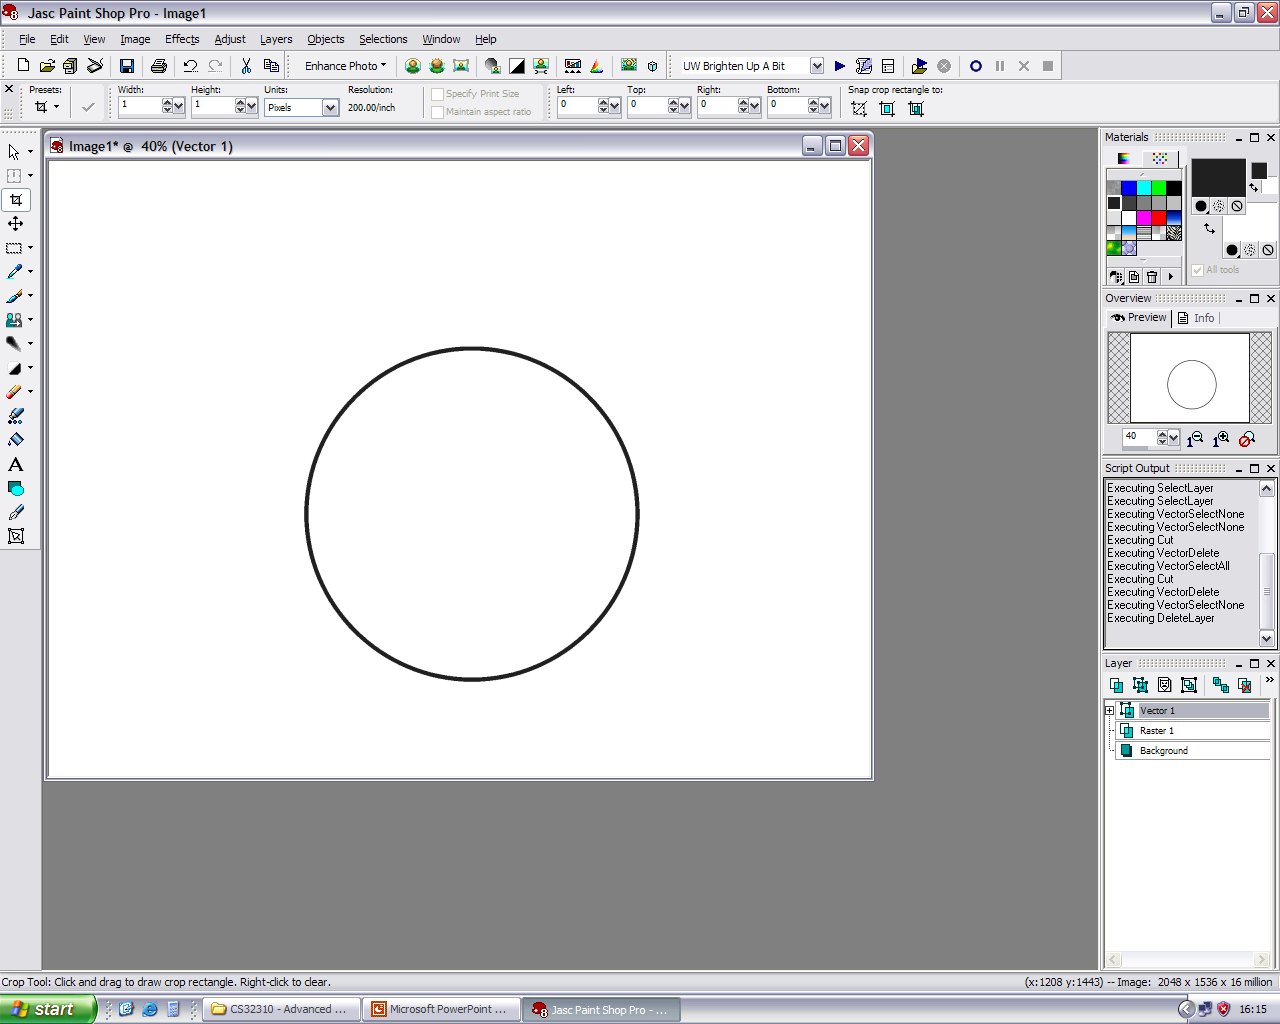 Jasc Paint Shop Pro - Image1
File Edit View Image Effects Adjust Layers Objects Selections Window Help
Enhance Photo UW Brighten Up A Bit
Presets: Width: Height: Units: Resolution: Specify Print Size Left: Top: Right: Bottom: Snap crop rectangle to:
1 1 Pixels 200.00/inch Maintain aspect ratio 0 0 0 0
Image1* @ 40% (Vector 1)
Materials
All tools
Overview
Preview Info
40
Script Output
Executing SelectLayer
Executing SelectLayer
Executing VectorSelectNone
Executing VectorSelectNone
Executing Cut
Executing VectorDelete
Executing VectorSelectAll
Executing Cut
Executing VectorDelete
Executing VectorSelectNone
Executing DeleteLayer
Layer
Vector 1
Raster 1
Background
Crop Tool: Click and drag to draw crop rectangle. Right-click to clear. (x:1208 y:1443) -- Image: 2048 x 1536 x 16 million
start CS32310 - Advanced ... Microsoft PowerPoint ... Jasc Paint Shop Pro - ... 16:15